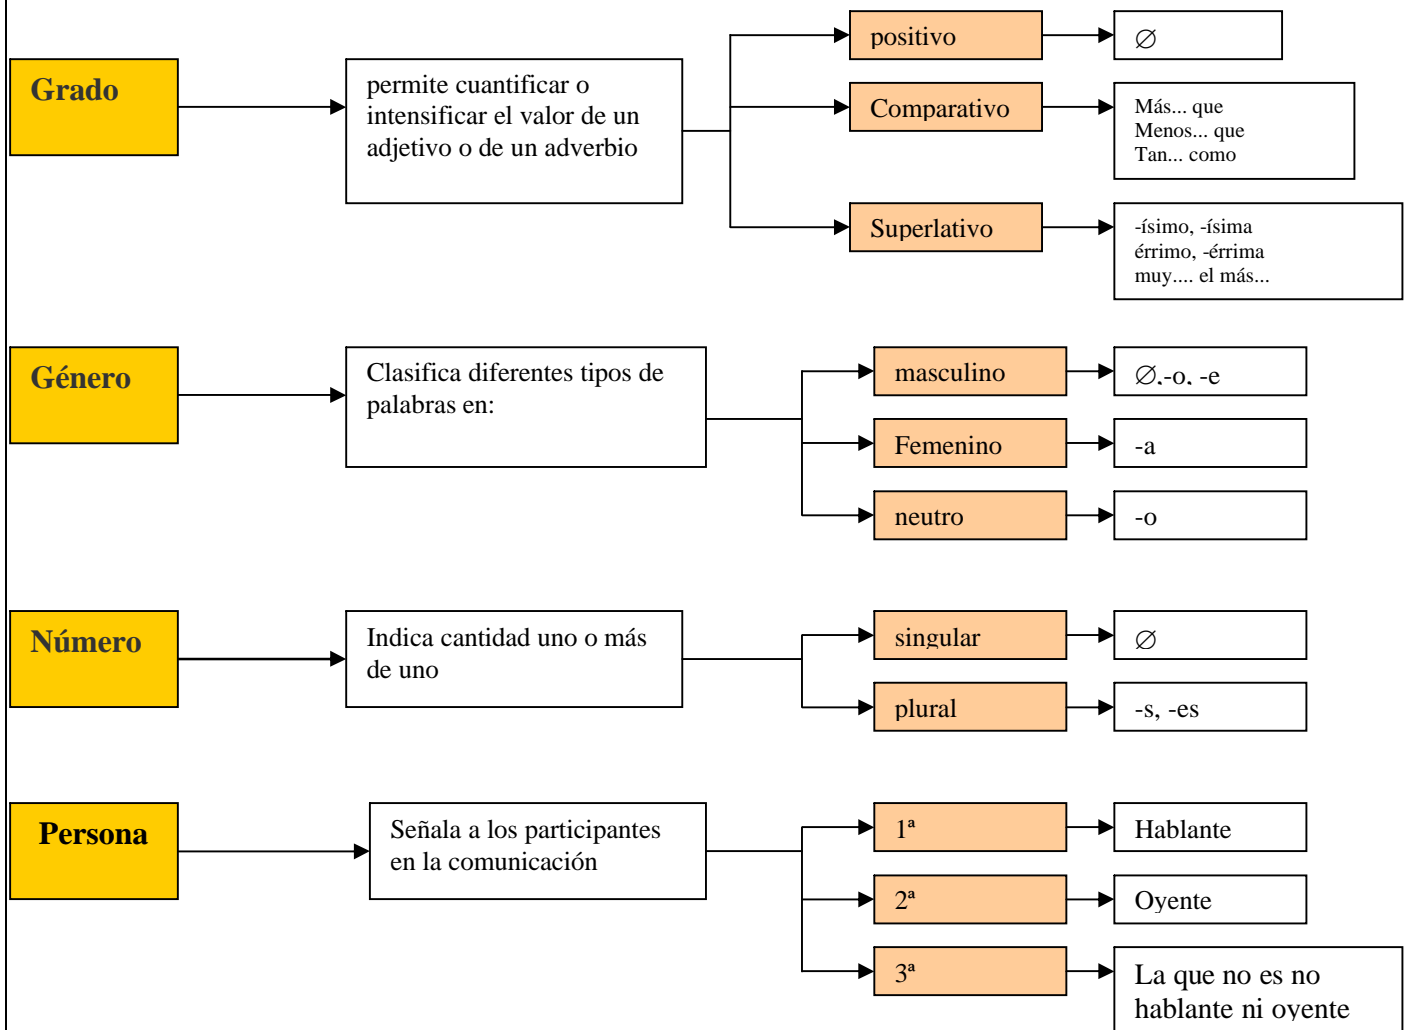 Grado
permite cuantificar o
intensificar el valor de un
adjetivo o de un adverbio
positivo
∅
Comparativo
Más... que
Menos... que
Tan... como
Superlativo
-ísimo, -ísima
érrimo, -érrima
muy.... el más...
Género
Clasifica diferentes tipos de
palabras en:
masculino
∅,-o, -e
Femenino
-a
neutro
-o
Número
Indica cantidad uno o más
de uno
singular
∅
plural
-s, -es
Persona
Señala a los participantes
en la comunicación
1ª
Hablante
2ª
Oyente
3ª
La que no es no
hablante ni oyente